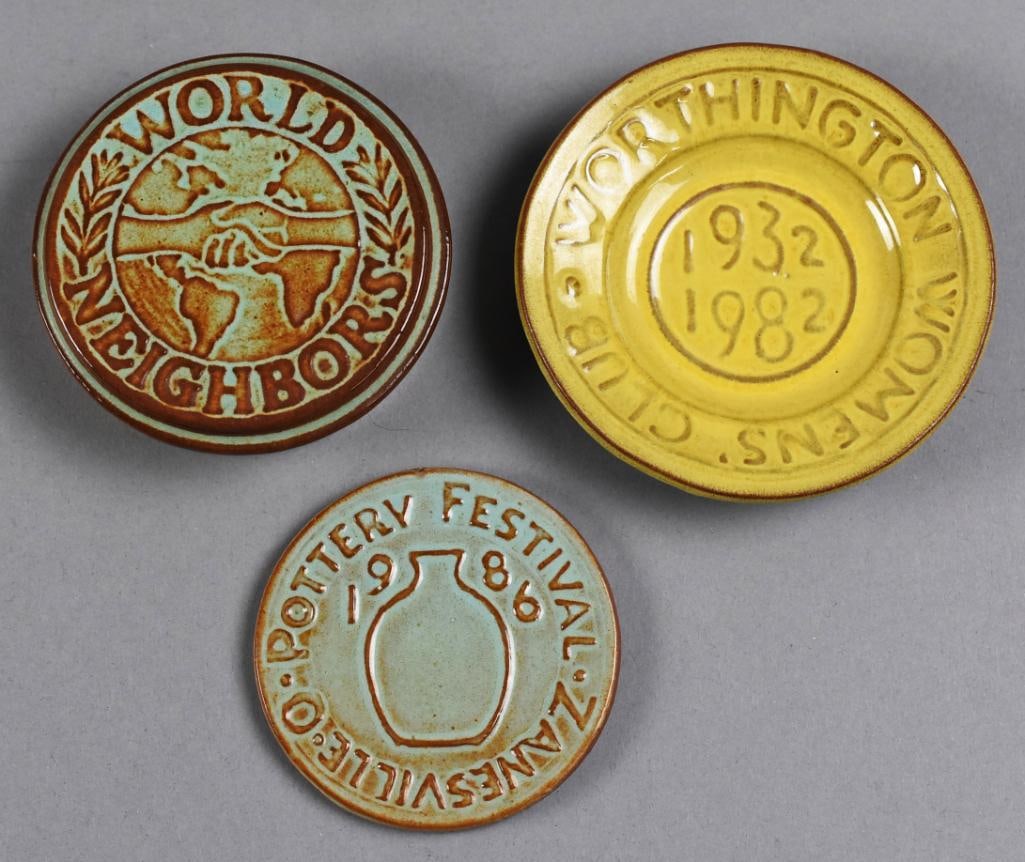 WORLD
NEIGHBORS
WORTHINGTON WOMENS' CLUB ·
1932
1982
POTTERY FESTIVAL · ZANESVILLE · O ·
1986